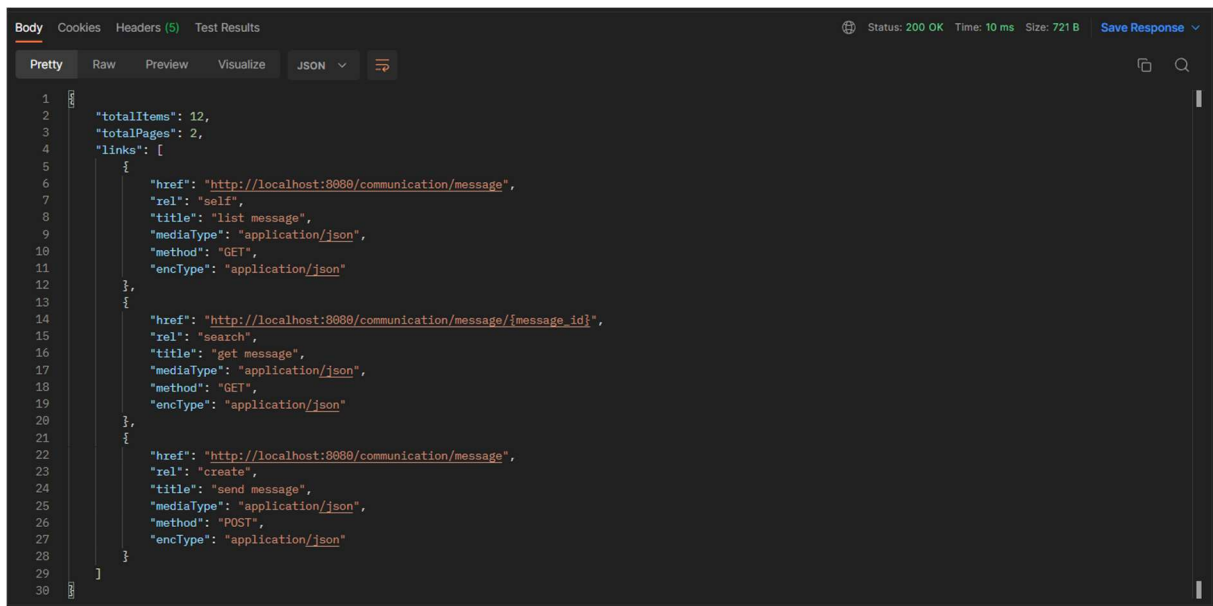 Body Cookies Headers (5) Test Results Status: 200 OK Time: 10 ms Size: 721 B Save Response
Pretty Raw Preview Visualize JSON
1 {
2 "totalItems": 12,
3 "totalPages": 2,
4 "links": [
5 {
6 "href": "http://localhost:8080/communication/message",
7 "rel": "self",
8 "title": "list message",
9 "mediaType": "application/json",
10 "method": "GET",
11 "encType": "application/json"
12 },
13 {
14 "href": "http://localhost:8080/communication/message/{message_id}",
15 "rel": "search",
16 "title": "get message",
17 "mediaType": "application/json",
18 "method": "GET",
19 "encType": "application/json"
20 },
21 {
22 "href": "http://localhost:8080/communication/message",
23 "rel": "create",
24 "title": "send message",
25 "mediaType": "application/json",
26 "method": "POST",
27 "encType": "application/json"
28 }
29 ]
30 }